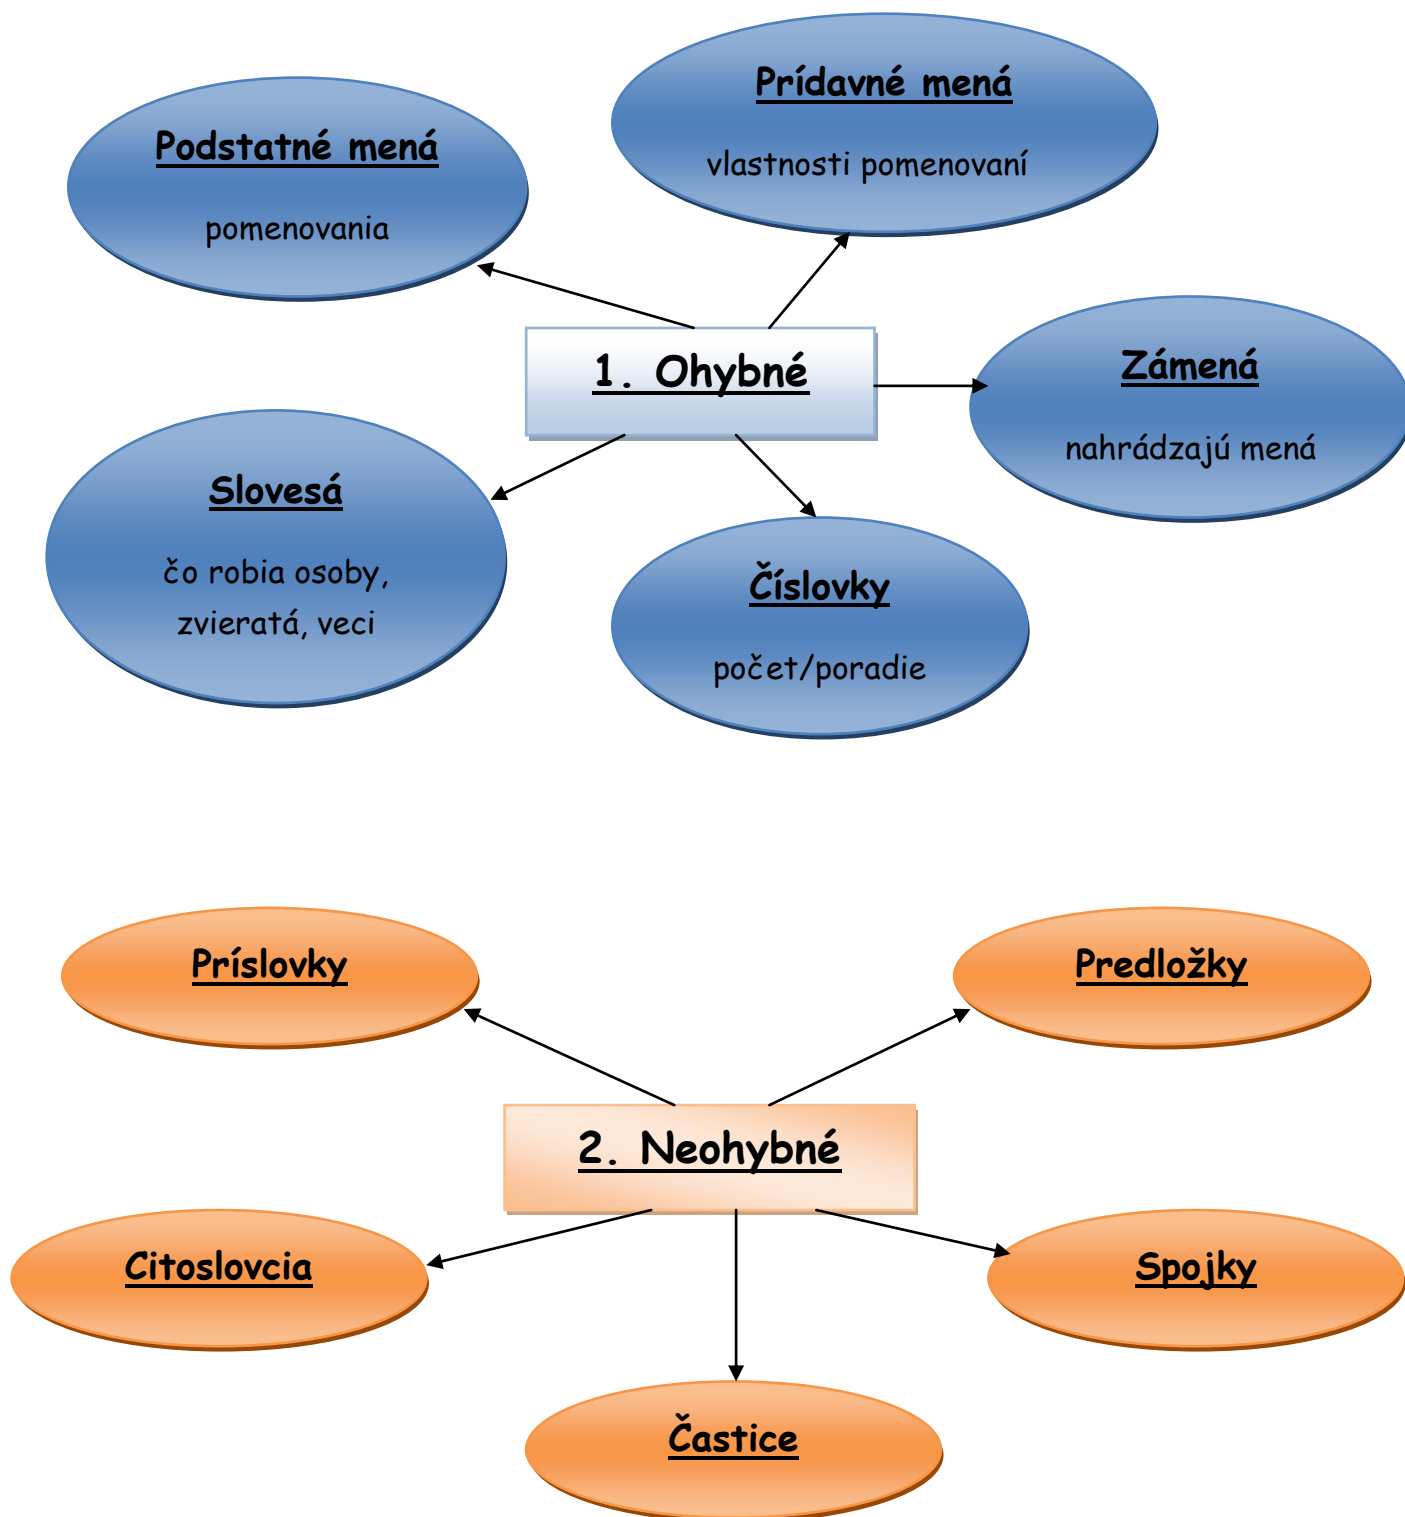 Prídavné mená
vlastnosti pomenovaní
Podstatné mená
pomenovania
1. Ohybné
Zámená
nahrádzajú mená
Slovesá
čo robia osoby,
zvieratá, veci
Číslovky
počet/poradie
Príslovky
Predložky
2. Neohybné
Citoslovcia
Spojky
Častice